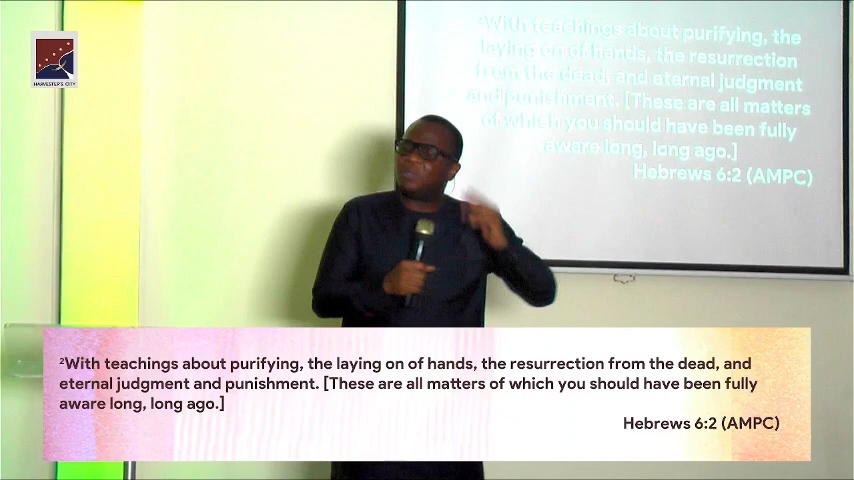 HARVESTER'S CITY
²With teachings about purifying, the
laying on of hands, the resurrection
from the dead, and eternal judgment
and punishment. [These are all matters
of which you should have been fully
aware long, long ago.]
Hebrews 6:2 (AMPC)
²With teachings about purifying, the laying on of hands, the resurrection from the dead, and
eternal judgment and punishment. [These are all matters of which you should have been fully
aware long, long ago.]
Hebrews 6:2 (AMPC)